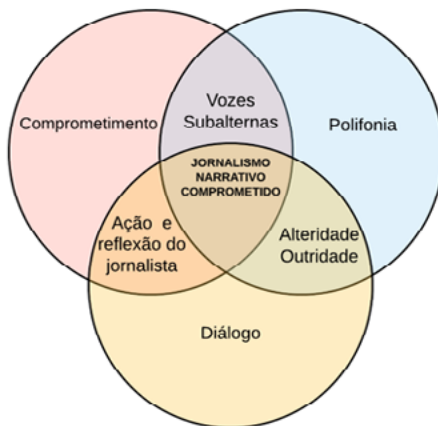 Vozes
Subalternas
Comprometimento
Polifonia
JORNALISMO
NARRATIVO
COMPROMETIDO
Ação e
reflexão do
jornalista
Alteridade
Outridade
Diálogo